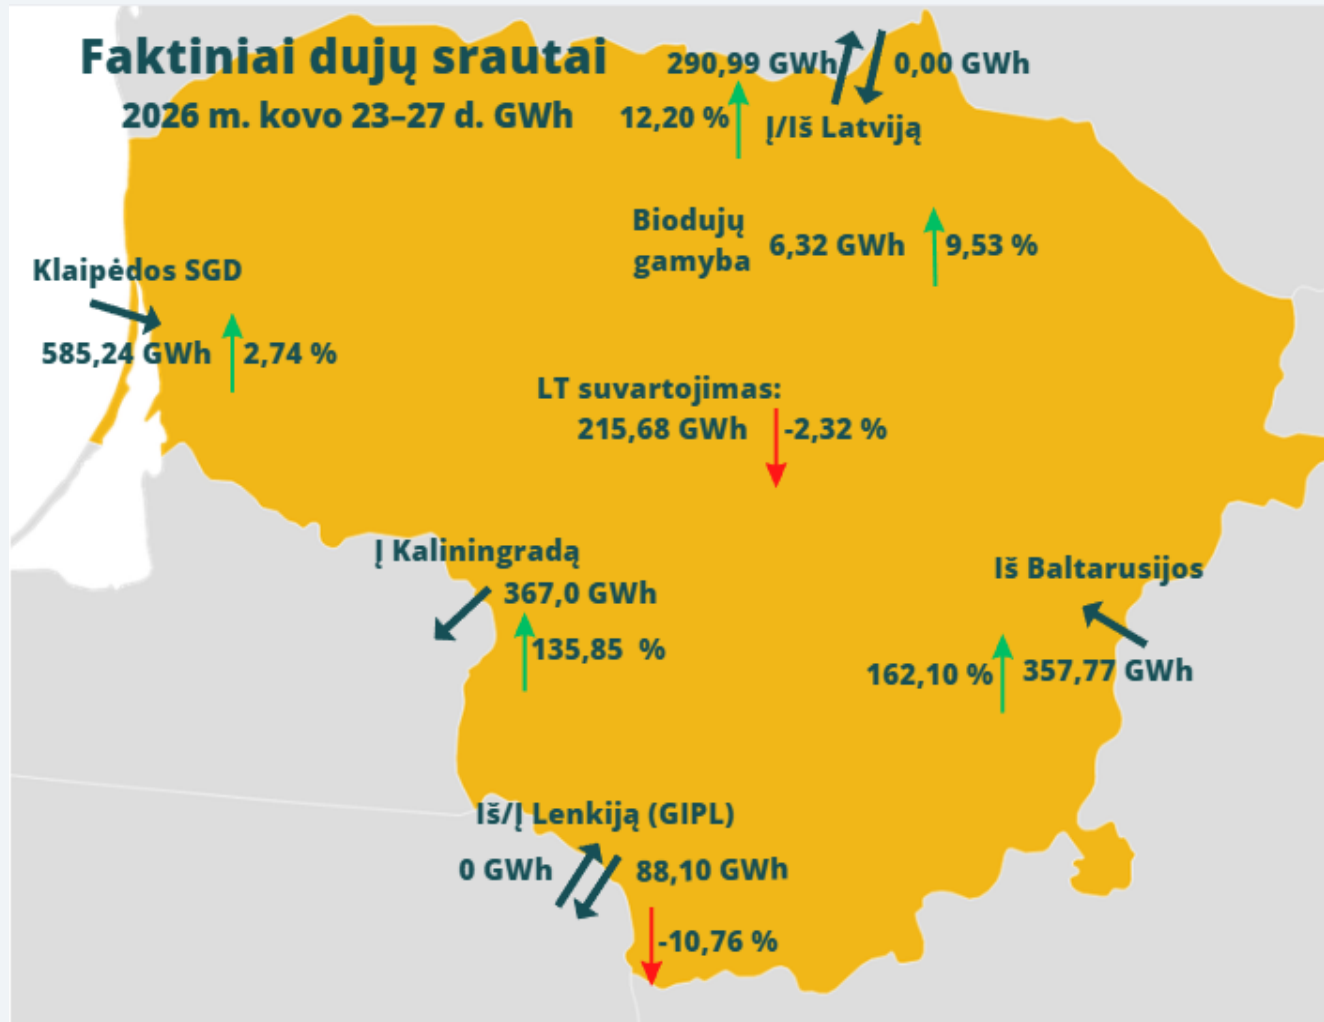 Faktiniai dujų srautai
2026 m. kovo 23–27 d. GWh
290,99 GWh
0,00 GWh
12,20 %
Į/Iš Latviją
Biodujų
gamyba
6,32 GWh
9,53 %
Klaipėdos SGD
585,24 GWh
2,74 %
LT suvartojimas:
215,68 GWh
-2,32 %
Į Kaliningradą
367,0 GWh
135,85 %
Iš Baltarusijos
162,10 %
357,77 GWh
Iš/Į Lenkiją (GIPL)
0 GWh
88,10 GWh
-10,76 %